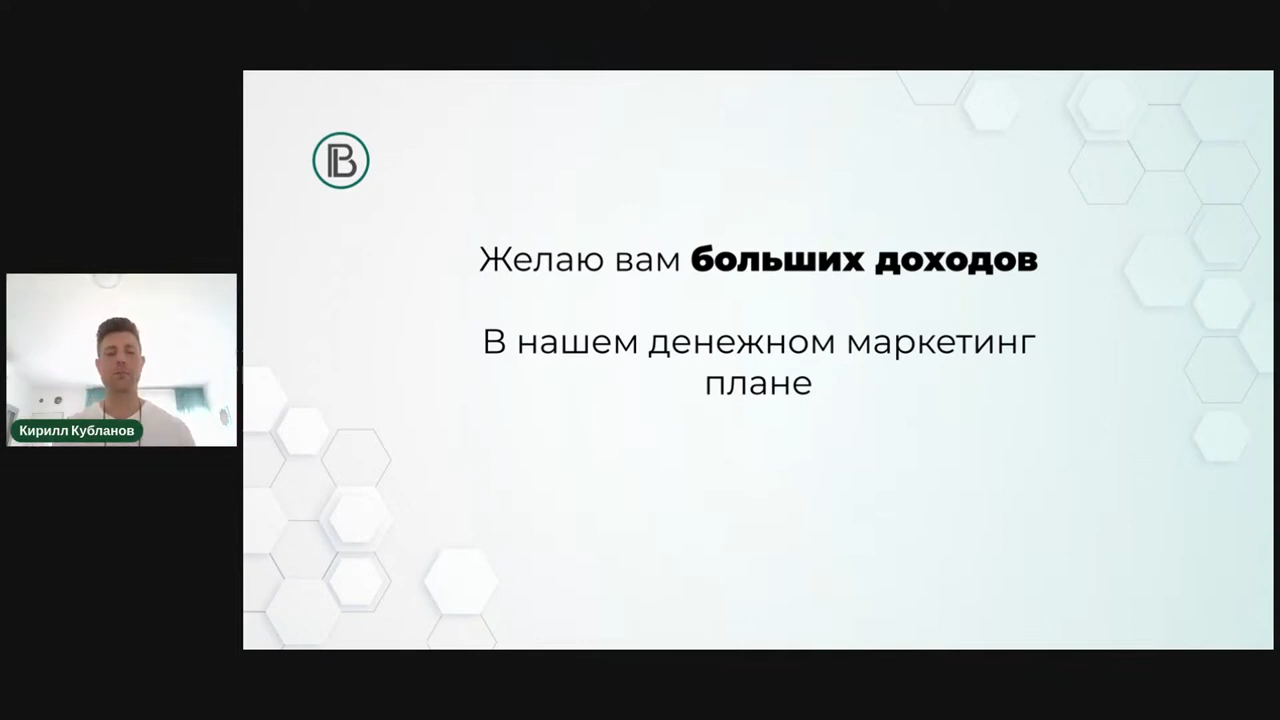 B
Желаю вам больших доходов
В нашем денежном маркетинг
плане
Кирилл Кубланов